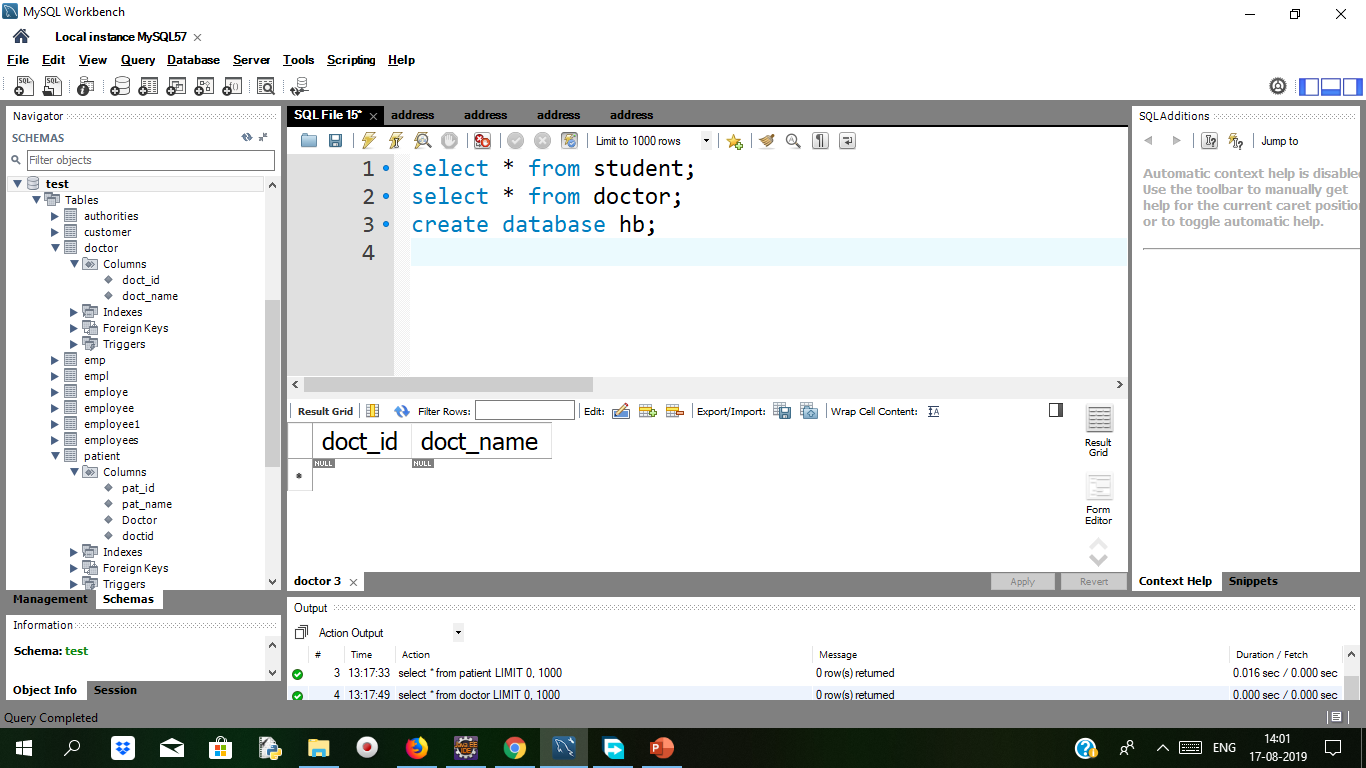 MySQL Workbench
Local instance MySQL57
File Edit View Query Database Server Tools Scripting Help
Navigator
SCHEMAS
Filter objects
test
Tables
authorities
customer
doctor
Columns
doct_id
doct_name
Indexes
Foreign Keys
Triggers
emp
empl
employe
employee
employee1
employees
patient
Columns
pat_id
pat_name
Doctor
doctid
Indexes
Foreign Keys
Triggers
Management Schemas
Information
Schema: test
Object Info Session
SQL File 15* address address address address
Limit to 1000 rows
1 select * from student;
2 select * from doctor;
3 create database hb;
4
Result Grid Filter Rows: Edit: Export/Import: Wrap Cell Content:
doct_id doct_name
NULL NULL
*
Result
Grid
Form
Editor
doctor 3
Apply Revert
SQL Additions
Jump to
Automatic context help is disable
Use the toolbar to manually get
help for the current caret positio
or to toggle automatic help.
Context Help Snippets
Output
Action Output
# Time Action Message Duration / Fetch
3 13:17:33 select * from patient LIMIT 0, 1000 0 row(s) returned 0.016 sec / 0.000 sec
4 13:17:49 select * from doctor LIMIT 0, 1000 0 row(s) returned 0.000 sec / 0.000 sec
Query Completed
ENG
14:01
17-08-2019